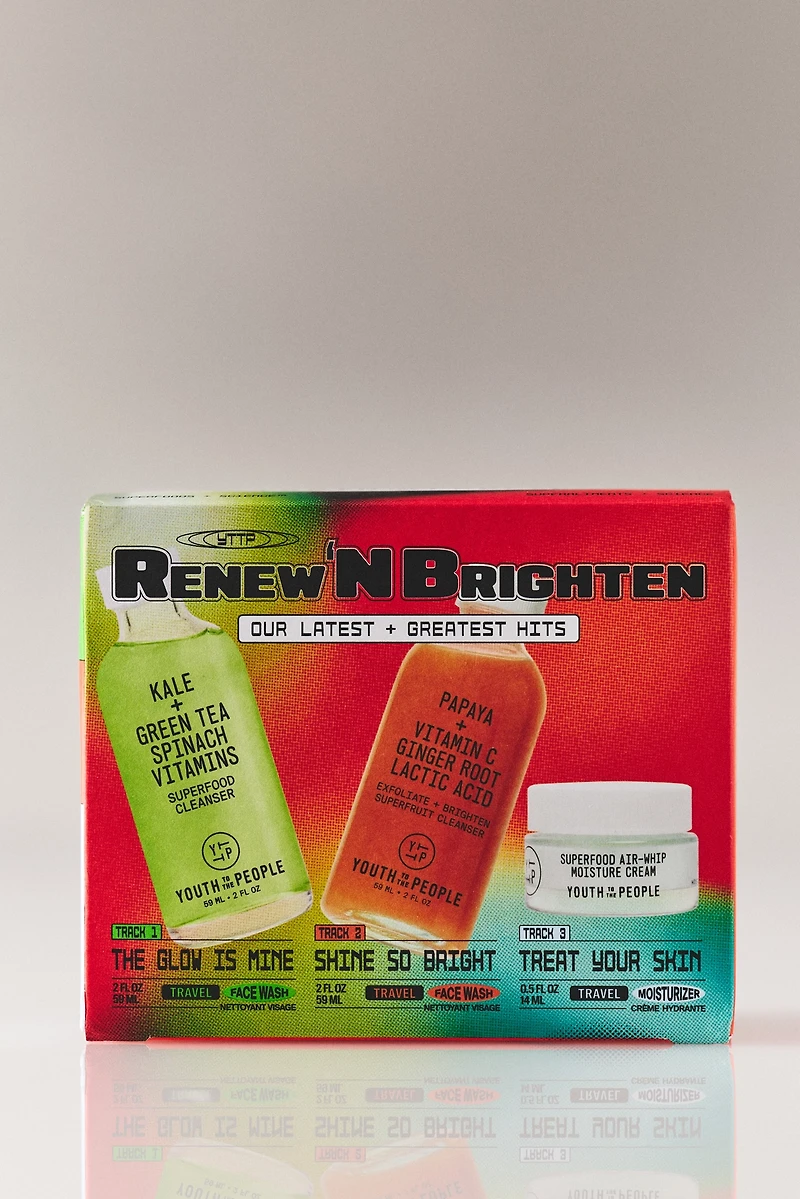 SUPERFOODS + SCIENCE
YTTP
RENEW 'N BRIGHTEN
OUR LATEST + GREATEST HITS
KALE
+
GREEN TEA
SPINACH
VITAMINS
SUPERFOOD
CLEANSER
YTTP
YOUTH TO THE PEOPLE
59 ML • 2 FL OZ
PAPAYA
+
VITAMIN C
GINGER ROOT
LACTIC ACID
EXFOLIATE + BRIGHTEN
SUPERFRUIT CLEANSER
YTTP
YOUTH TO THE PEOPLE
59 ML • 2 FL OZ
SUPERFOOD AIR-WHIP
MOISTURE CREAM
YOUTH TO THE PEOPLE
TRACK 1
THE GLOW IS MINE
2 FL OZ
59 ML
TRAVEL
FACE WASH
NETTOYANT VISAGE
TRACK 2
SHINE SO BRIGHT
2 FL OZ
59 ML
TRAVEL
FACE WASH
NETTOYANT VISAGE
TRACK 3
TREAT YOUR SKIN
0.5 FL OZ
14 ML
TRAVEL
MOISTURIZER
CRÈME HYDRANTE